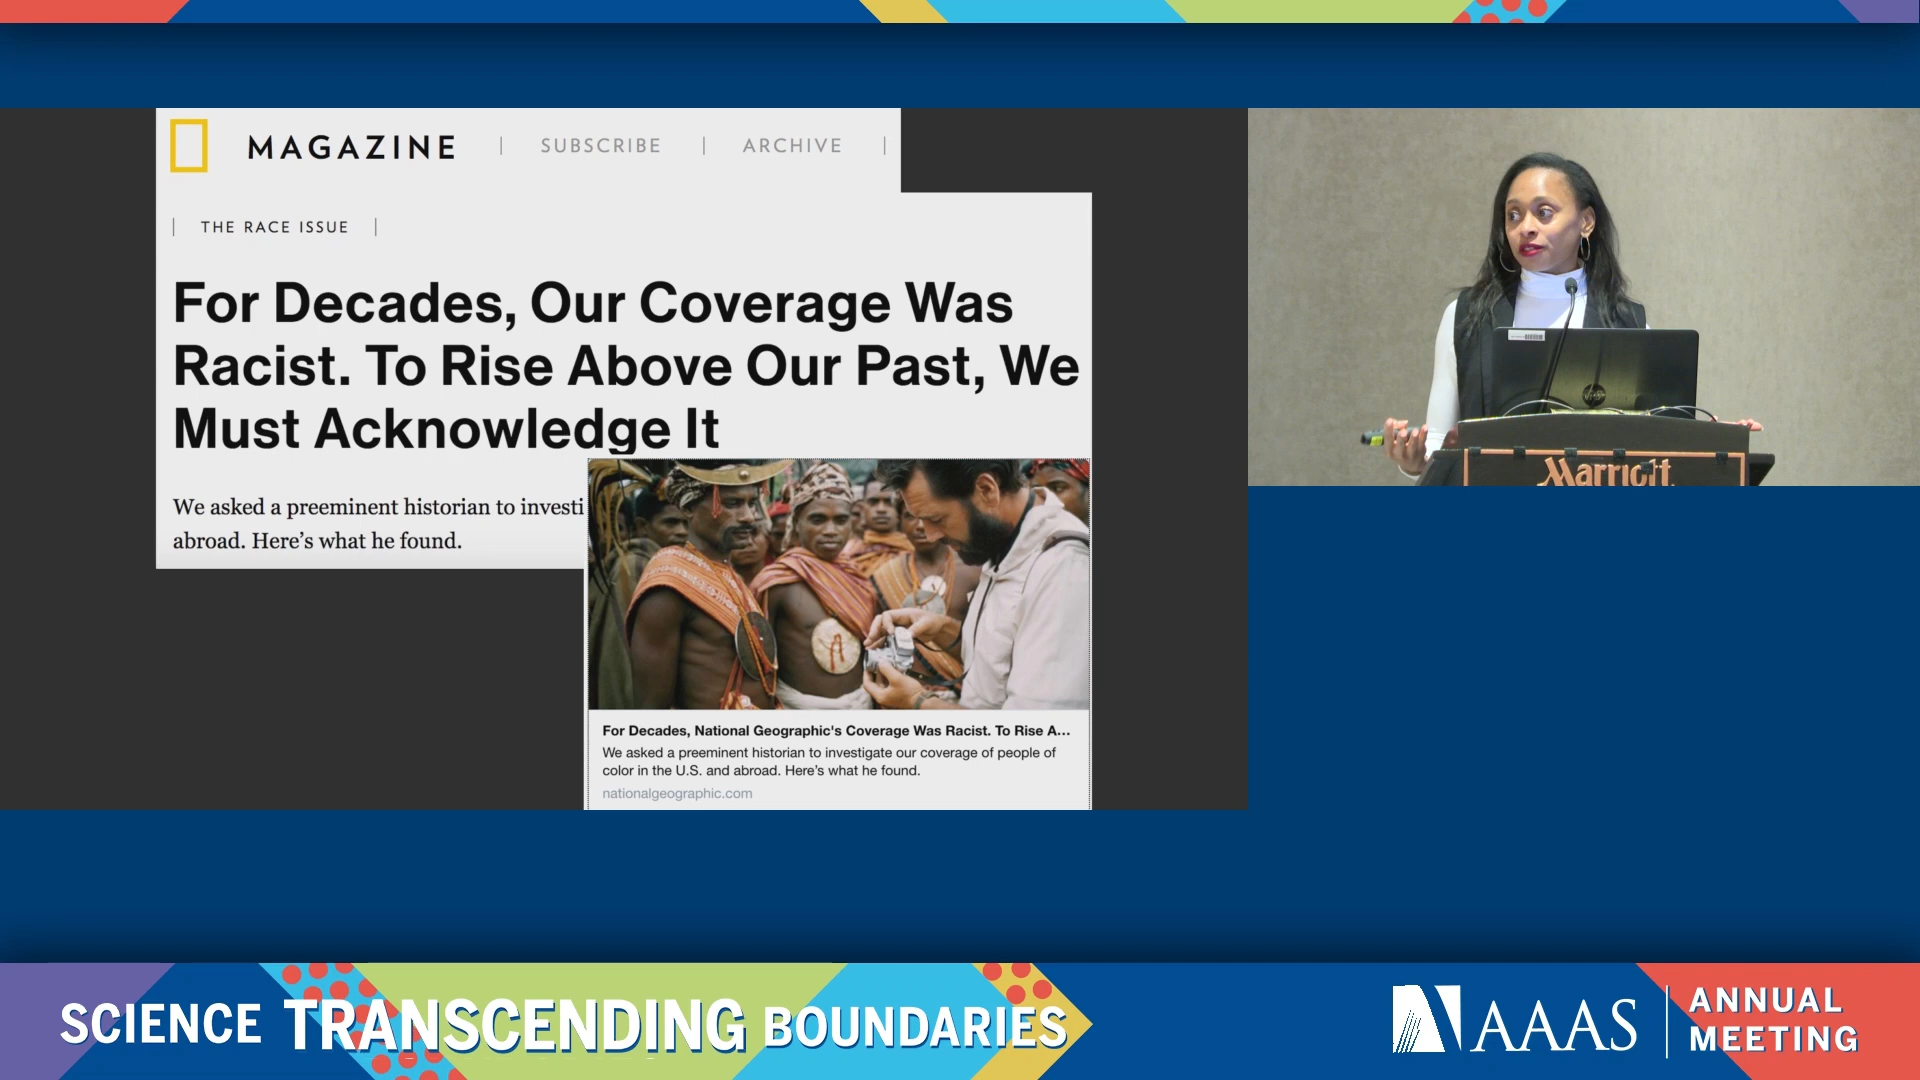 MAGAZINE | SUBSCRIBE | ARCHIVE |
| THE RACE ISSUE |
For Decades, Our Coverage Was
Racist. To Rise Above Our Past, We
Must Acknowledge It
We asked a preeminent historian to investi
abroad. Here’s what he found.
For Decades, National Geographic's Coverage Was Racist. To Rise A...
We asked a preeminent historian to investigate our coverage of people of
color in the U.S. and abroad. Here’s what he found.
nationalgeographic.com
hp
Marriott
SCIENCE TRANSCENDING BOUNDARIES
AAAS
ANNUAL
MEETING